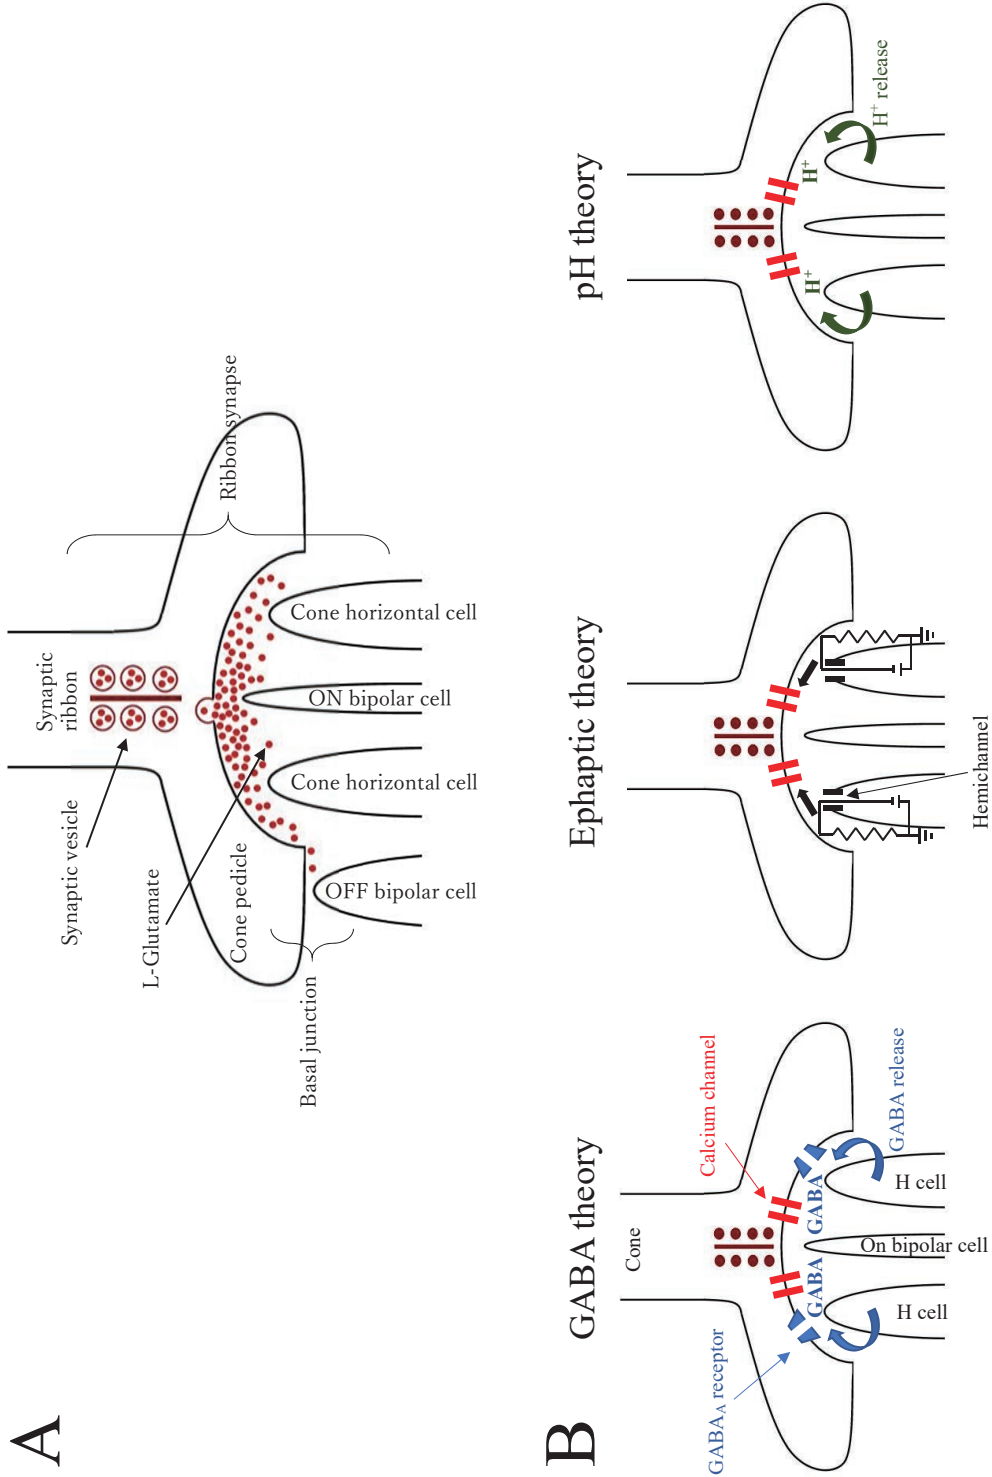 A
Synaptic
ribbon
Synaptic vesicle
L-Glutamate
Cone pedicle
Basal junction
Ribbon synapse
OFF bipolar cell
Cone horizontal cell
ON bipolar cell
Cone horizontal cell
B
GABA theory
Cone
Calcium channel
GABAA receptor
GABA
GABA
GABA release
H cell
On bipolar cell
H cell
Ephaptic theory
Hemichannel
pH theory
H+
H+
H+ release